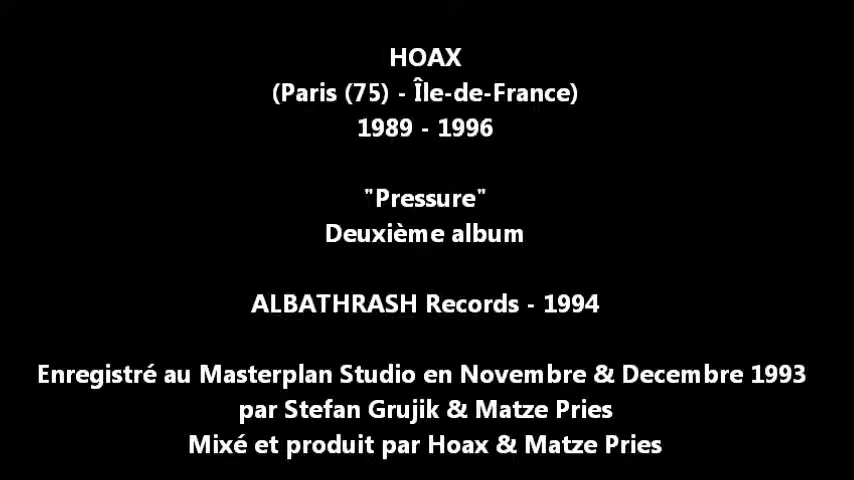 HOAX
(Paris (75) - Île-de-France)
1989 - 1996
"Pressure"
Deuxième album
ALBATHRASH Records - 1994
Enregistré au Masterplan Studio en Novembre & Decembre 1993
par Stefan Grujik & Matze Pries
Mixé et produit par Hoax & Matze Pries